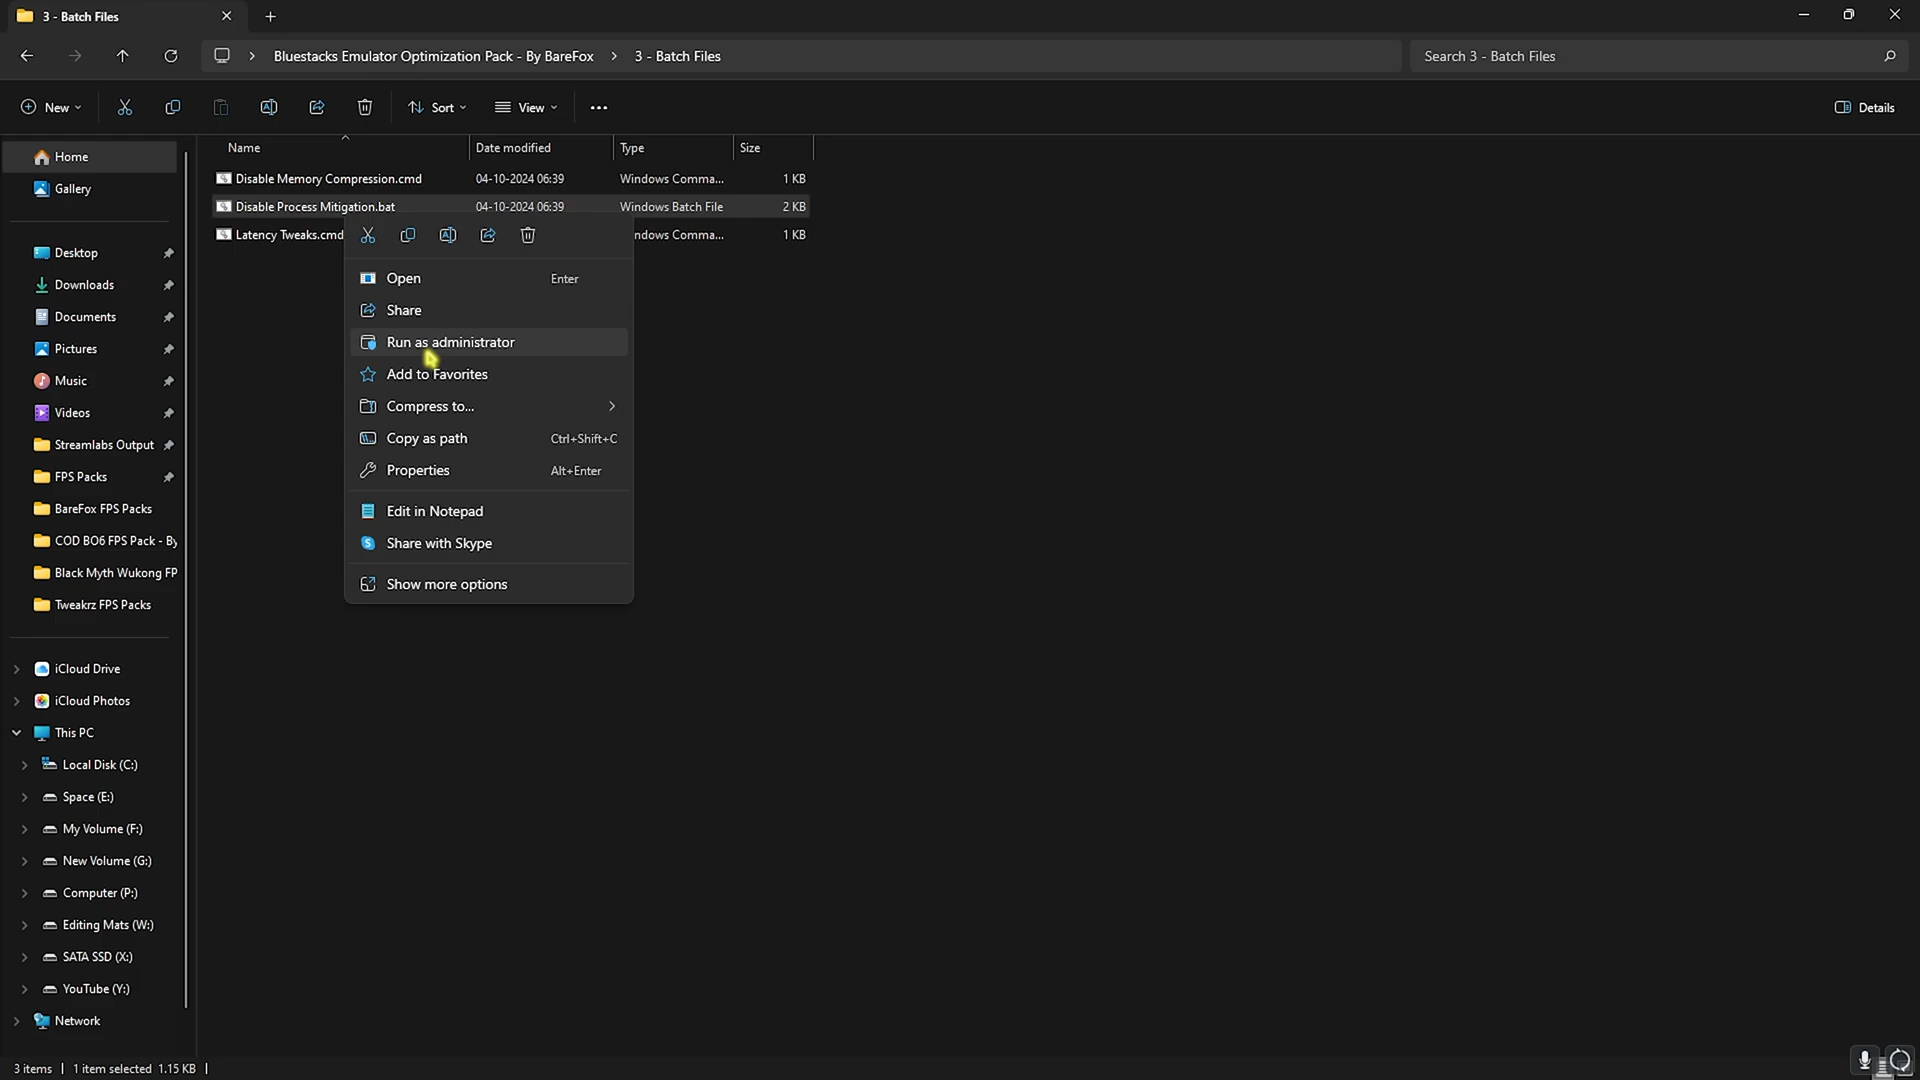 3 - Batch Files
Bluestacks Emulator Optimization Pack - By BareFox > 3 - Batch Files
Search 3 - Batch Files
New
Sort
View
Details
Name Date modified Type Size
Disable Memory Compression.cmd 04-10-2024 06:39 Windows Comma... 1 KB
Disable Process Mitigation.bat 04-10-2024 06:39 Windows Batch File 2 KB
Latency Tweaks.cmd ndows Comma... 1 KB
Open Enter
Share
Run as administrator
Add to Favorites
Compress to...
Copy as path Ctrl+Shift+C
Properties Alt+Enter
Edit in Notepad
Share with Skype
Show more options
Home
Gallery
Desktop
Downloads
Documents
Pictures
Music
Videos
Streamlabs Output
FPS Packs
BareFox FPS Packs
COD BO6 FPS Pack - By
Black Myth Wukong FP
Tweakrz FPS Packs
iCloud Drive
iCloud Photos
This PC
Local Disk (C:)
Space (E:)
My Volume (F:)
New Volume (G:)
Computer (P:)
Editing Mats (W:)
SATA SSD (X:)
YouTube (Y:)
Network
3 items | 1 item selected 1.15 KB |